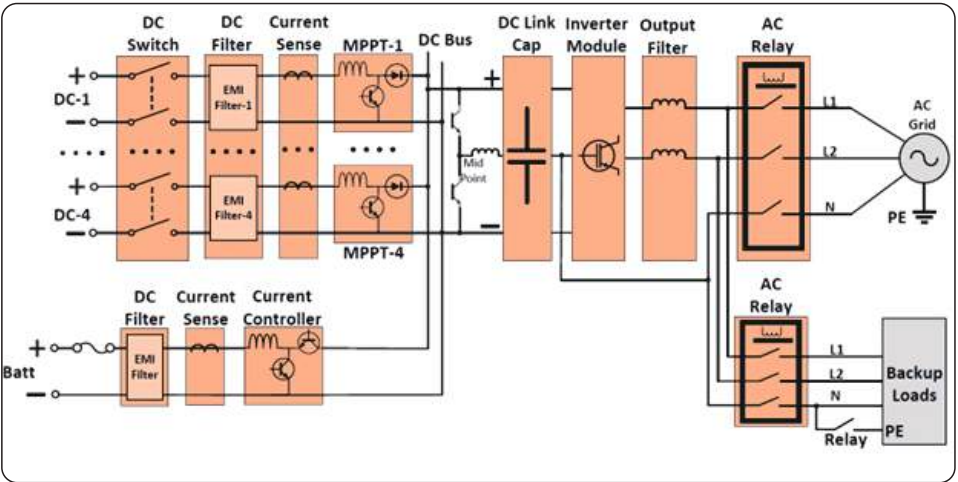 DC Switch
DC Filter
Current Sense
MPPT-1
DC Bus
DC Link Cap
Inverter Module
Output Filter
AC Relay
+
DC-1
−
EMI Filter-1
+
L1
AC Grid
L2
Mid Point
+
DC-4
−
EMI Filter-4
N
PE
−
MPPT-4
DC Filter
Current Sense
Current Controller
AC Relay
+
Batt
−
EMI Filter
L1
L2
N
Backup Loads
Relay
PE